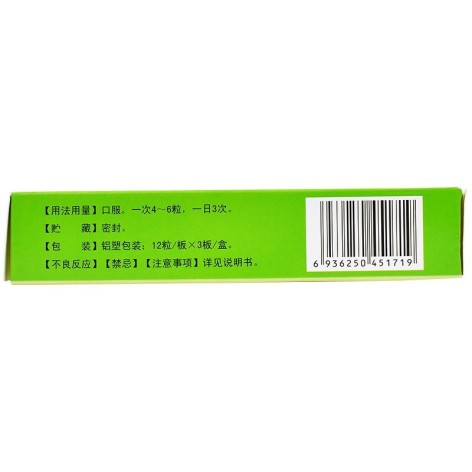 【用法用量】口服。一次4～6粒，一日3次。
【贮　　藏】密封。
【包　　装】铝塑包装；12粒/板×3板/盒。
【不良反应】【禁忌】【注意事项】详见说明书。
6 936250 451719